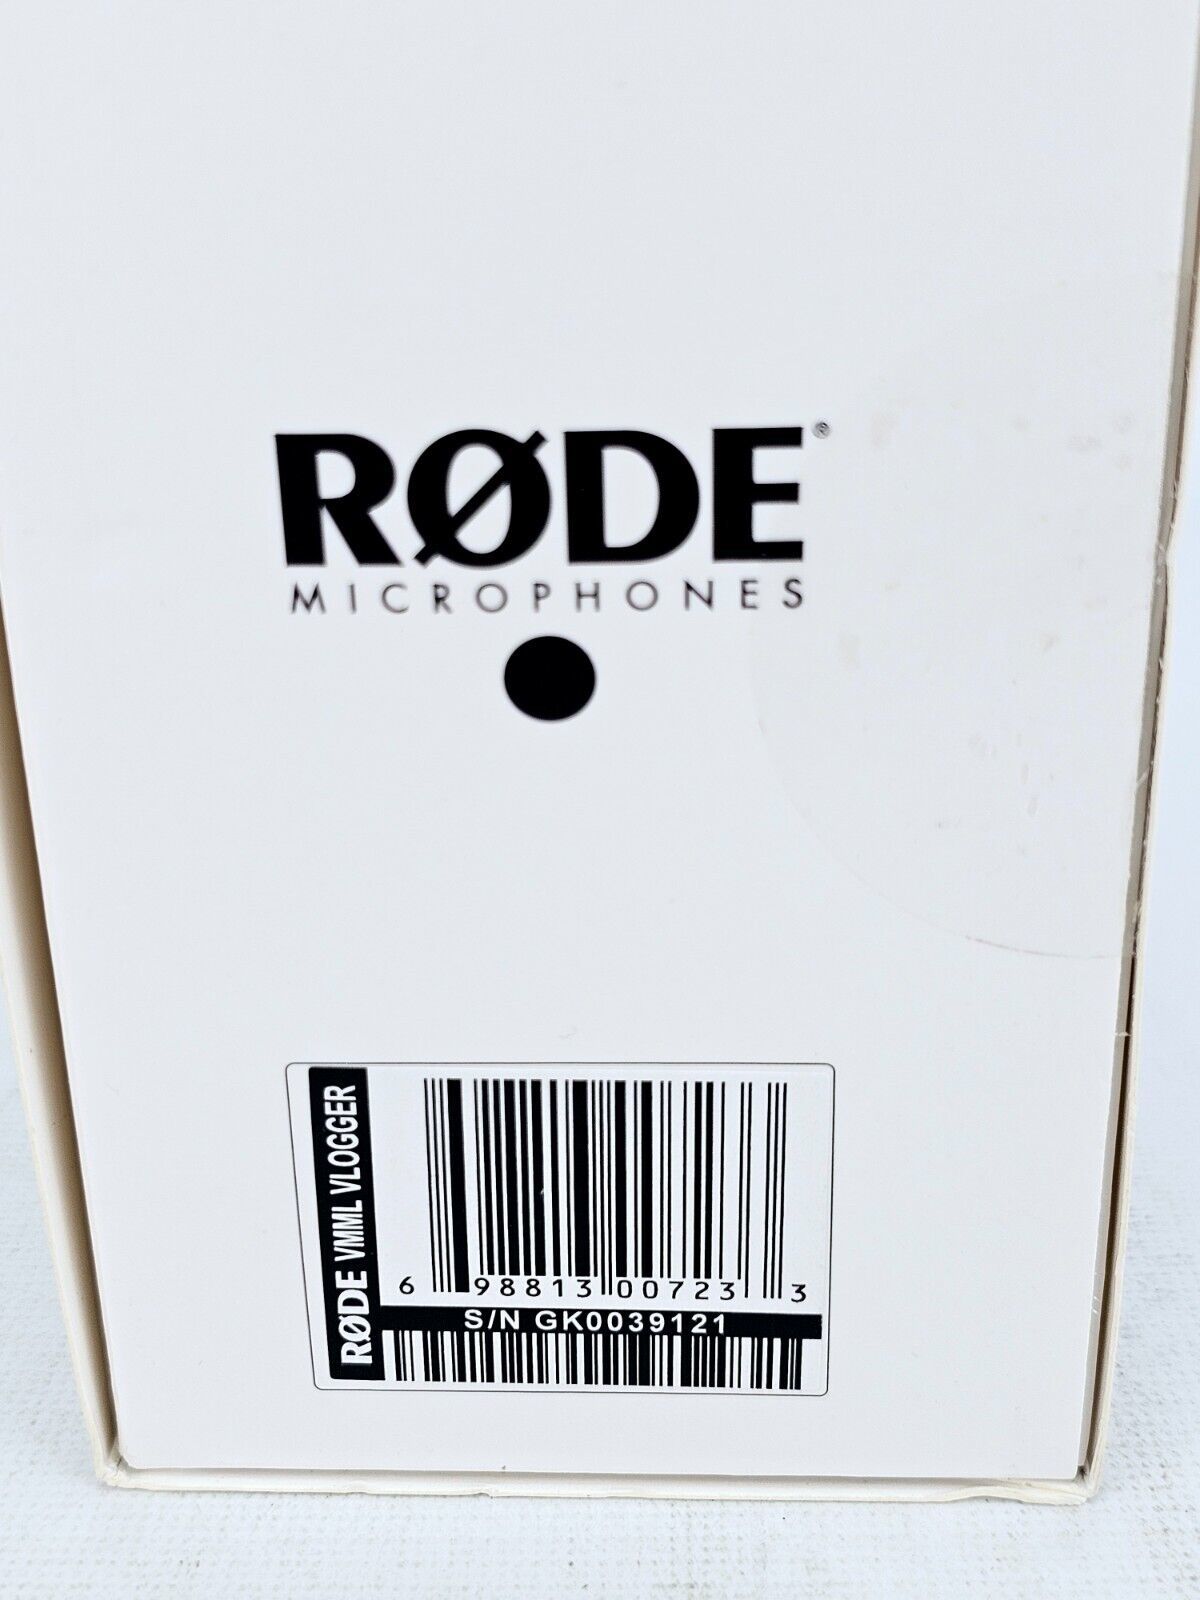 RØDE®
MICROPHONES
RØDE VMML VLOGGER
6 98813 00723 3
S/N GK0039121